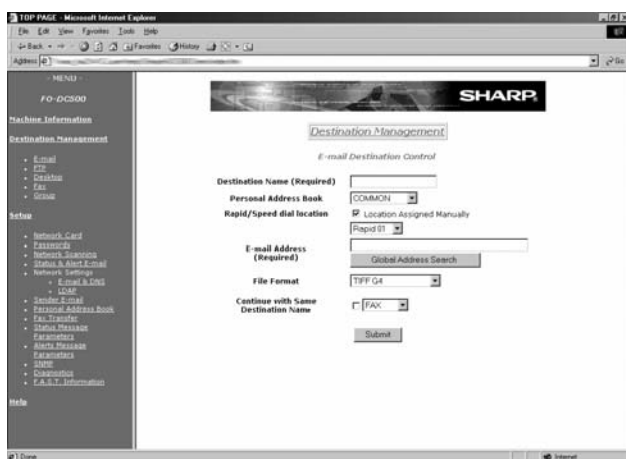 TOP PAGE - Microsoft Internet Explorer
File Edit View Favorites Tools Help
Back Favorites History
Address Go
- MENU -
FO-DC500
Machine Information
Destination Management
E-mail
FTP
Desktop
Fax
Group
Setup
Network Card
Passwords
Network Scanning
Status & Alert E-mail
Network Settings
E-mail & DNS
LDAP
Sender E-mail
Personal Address Book
Fax Transfer
Status Message
Parameters
Alerts Message
Parameters
SNMP
Diagnostics
F.A.S.T. Information
Help
SHARP
Destination Management
E-mail Destination Control
Destination Name (Required)
Personal Address Book COMMON
Rapid/Speed dial location Location Assigned Manually
Rapid 01
E-mail Address
(Required)
Global Address Search
File Format TIFF G4
Continue with Same
Destination Name FAX
Submit
Done Internet